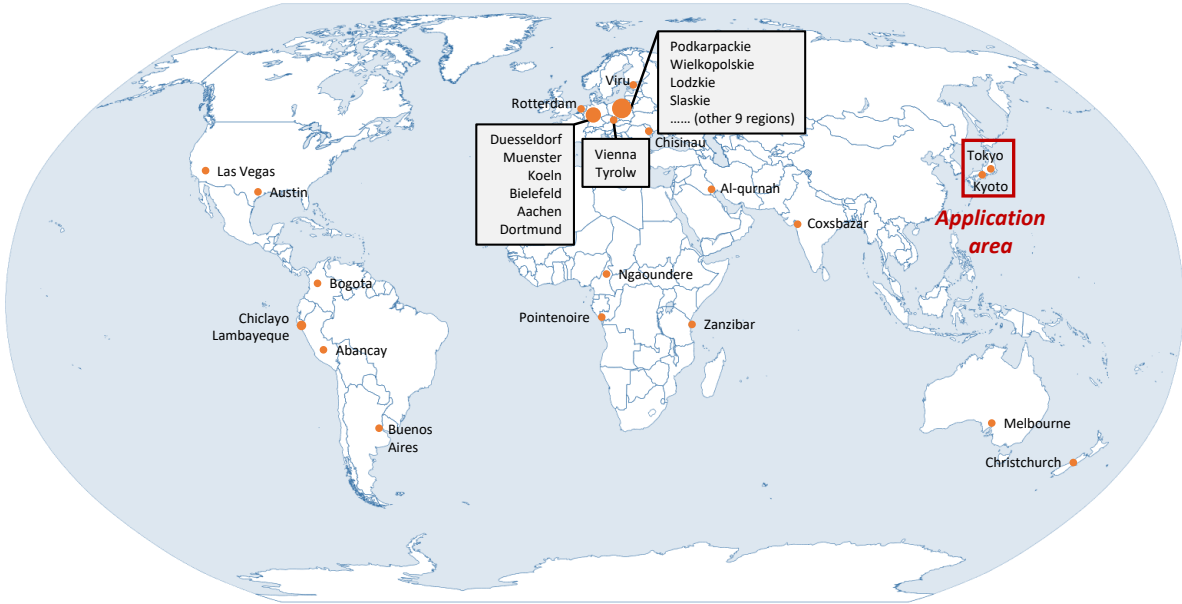 Podkarpackie
Wielkopolskie
Lodzkie
Slaskie
...... (other 9 regions)
Viru
Rotterdam
Chisinau
Duesseldorf
Muenster
Koeln
Bielefeld
Aachen
Dortmund
Vienna
Tyrolw
Tokyo
Kyoto
Application
area
Las Vegas
Austin
Al-qurnah
Coxsbazar
Ngaoundere
Bogota
Pointenoire
Zanzibar
Chiclayo
Lambayeque
Abancay
Buenos
Aires
Melbourne
Christchurch